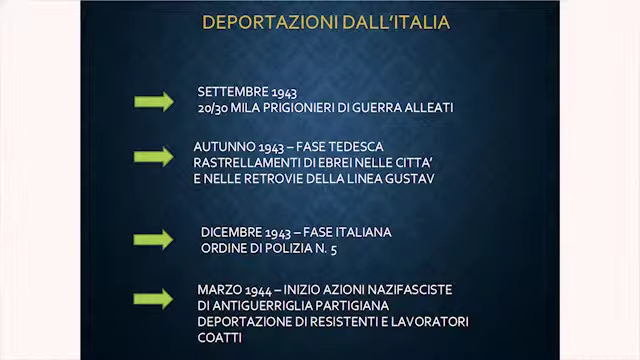 DEPORTAZIONI DALL'ITALIA
SETTEMBRE 1943
20/30 MILA PRIGIONIERI DI GUERRA ALLEATI
AUTUNNO 1943 – FASE TEDESCA
RASTRELLAMENTI DI EBREI NELLE CITTA'
E NELLE RETROVIE DELLA LINEA GUSTAV
DICEMBRE 1943 – FASE ITALIANA
ORDINE DI POLIZIA N. 5
MARZO 1944 – INIZIO AZIONI NAZIFASCISTE
DI ANTIGUERRIGLIA PARTIGIANA
DEPORTAZIONE DI RESISTENTI E LAVORATORI
COATTI